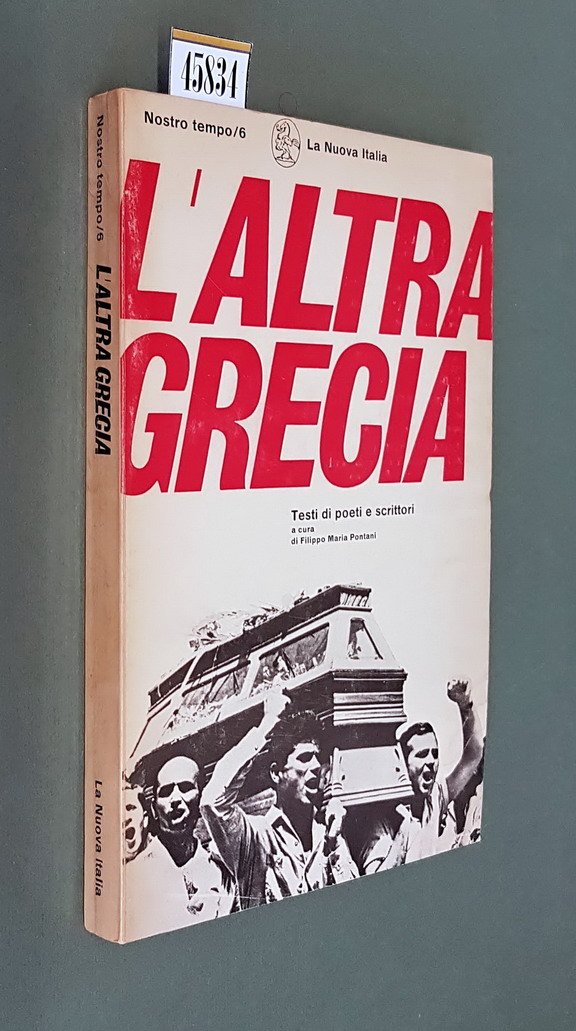 45834
Nostro tempo/6
La Nuova Italia
L'ALTRA
GRECIA
Testi di poeti e scrittori
a cura
di Filippo Maria Pontani
Nostro tempo/6
L'ALTRA GRECIA
La Nuova Italia